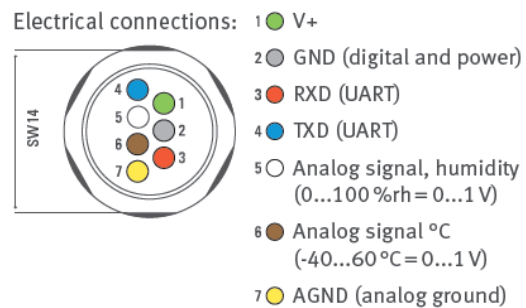 Electrical connections:
1 V+
2 GND (digital and power)
3 RXD (UART)
4 TXD (UART)
5 Analog signal, humidity
(0...100 %rh = 0...1 V)
6 Analog signal °C
(-40...60 °C = 0...1 V)
7 AGND (analog ground)
SW14
4
1
5
2
6
3
7